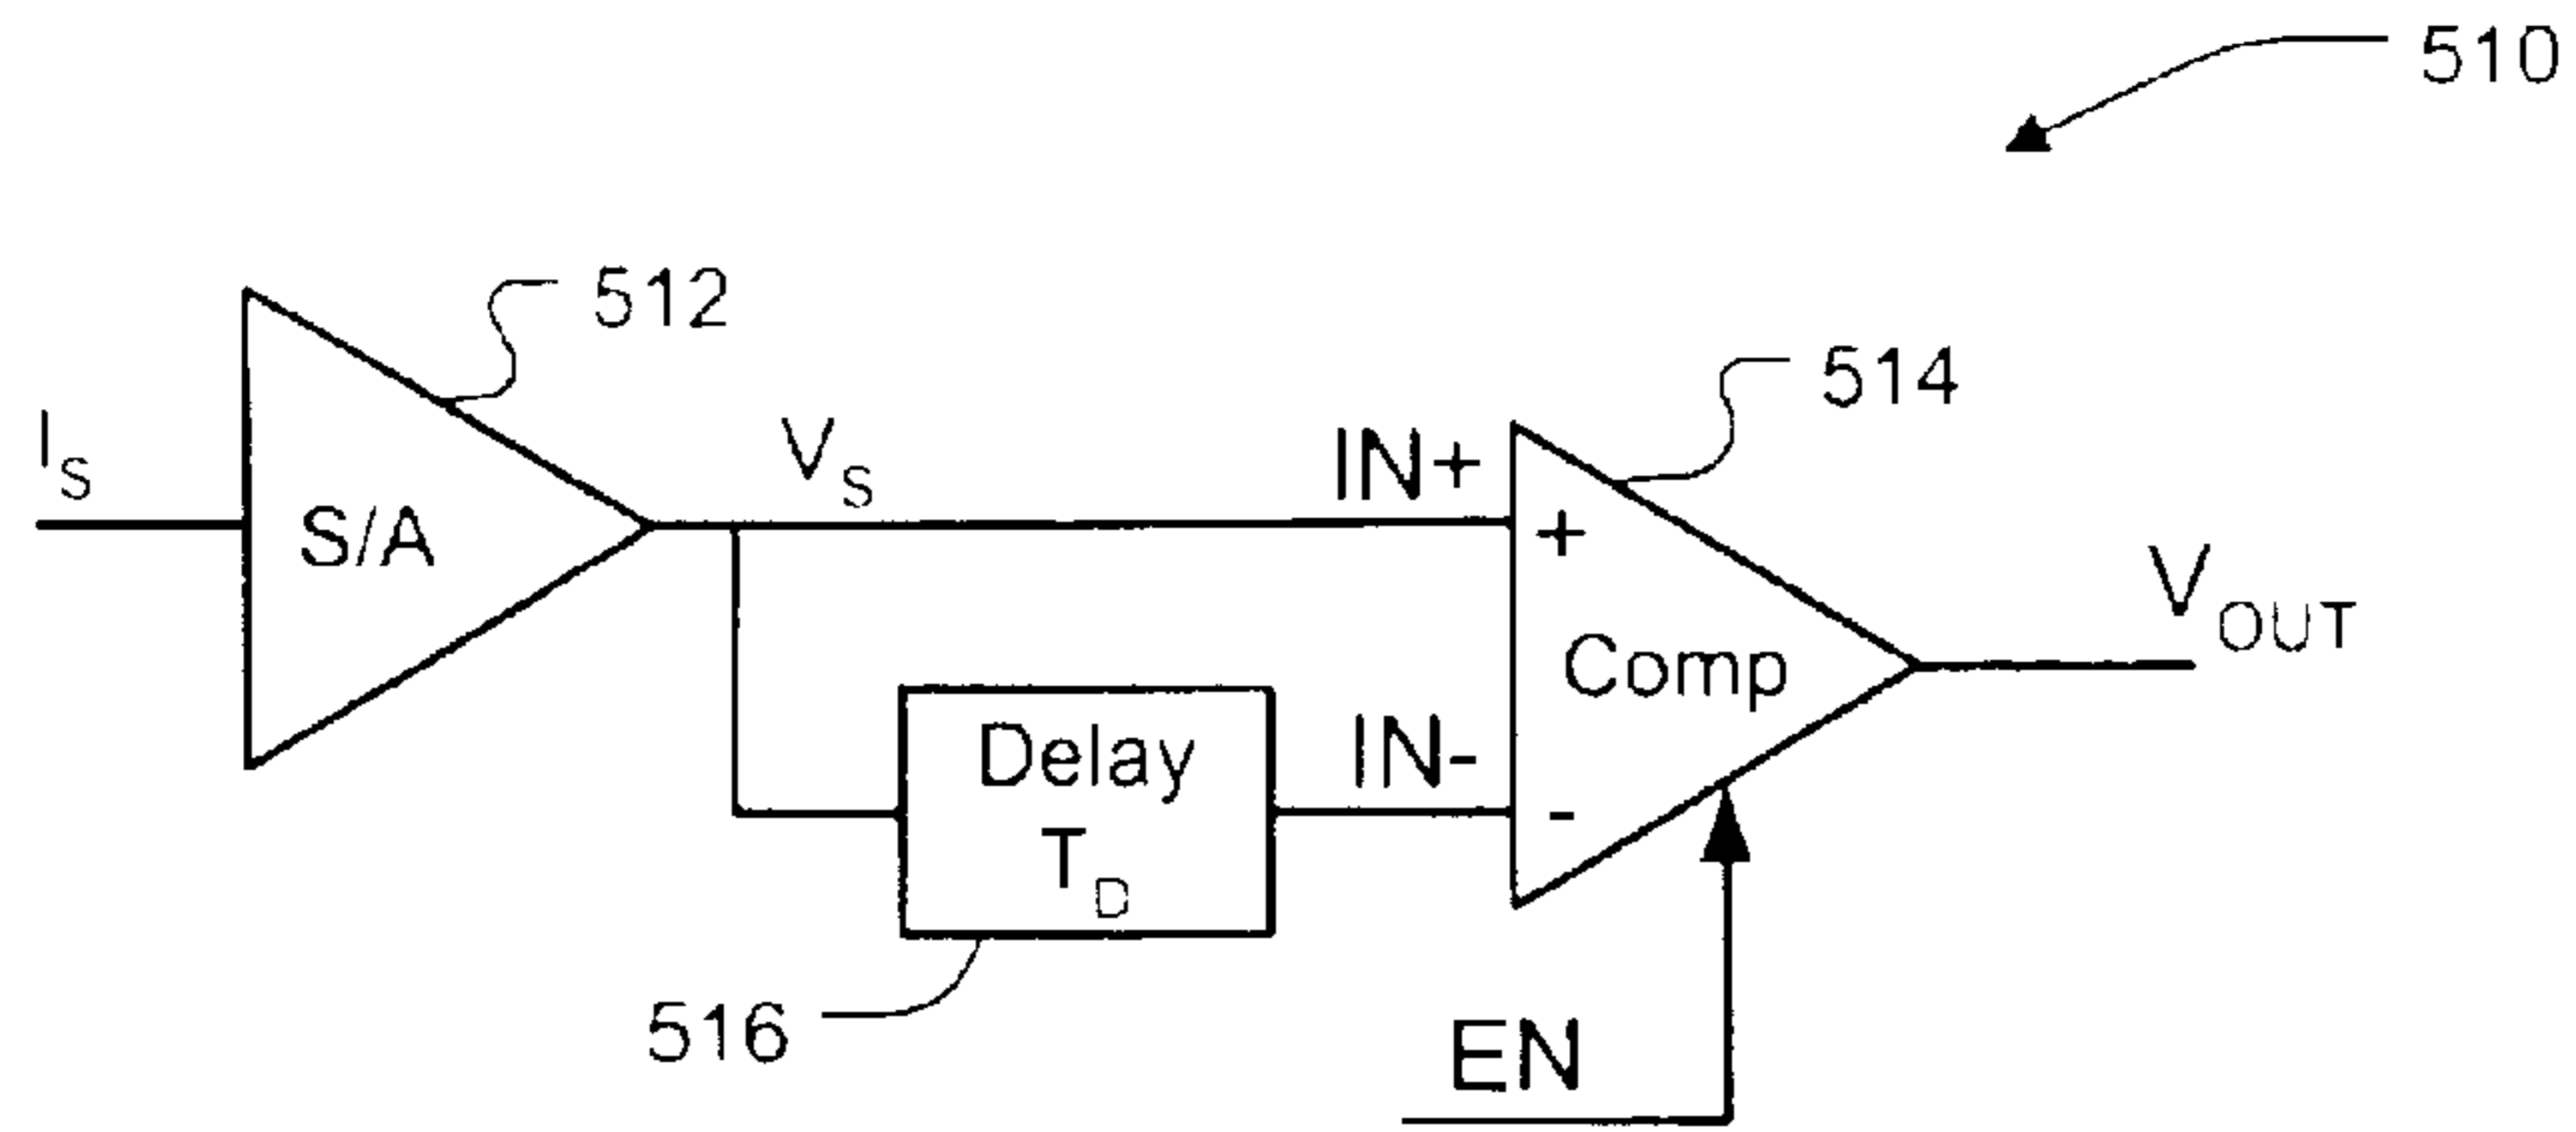 510
512
514
I_S
V_S
IN+
S/A
+
V_OUT
Comp
Delay
T_D
IN-
-
516
EN